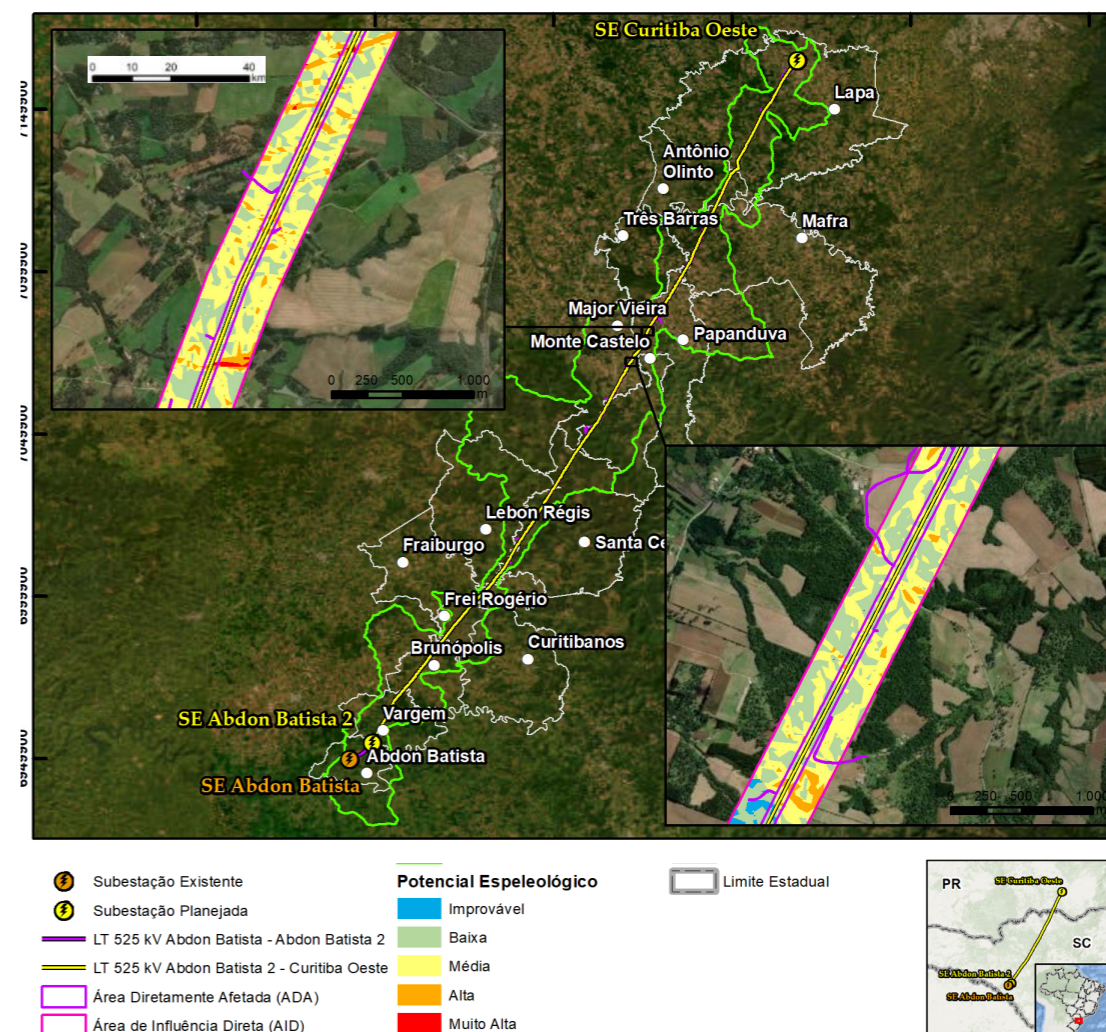 SE Curitiba Oeste
0 10 20 40
km
Lapa
Antônio
Olinto
Três Barras
Mafra
Major Vieira
Papanduva
Monte Castelo
0 250 500 1.000
m
Lebon Régis
Fraiburgo
Santa Ce
Frei Rogério
Curitibanos
Brunópolis
SE Abdon Batista 2
Vargem
Abdon Batista
SE Abdon Batista
0 250 500 1.000
m
Subestação Existente
Subestação Planejada
LT 525 kV Abdon Batista - Abdon Batista 2
LT 525 kV Abdon Batista 2 - Curitiba Oeste
Área Diretamente Afetada (ADA)
Área de Influência Direta (AID)
Potencial Espeleológico
Improvável
Baixa
Média
Alta
Muito Alta
Limite Estadual
PR
SE Curitiba Oeste
SC
SE Abdon Batista 2
SE Abdon Batista